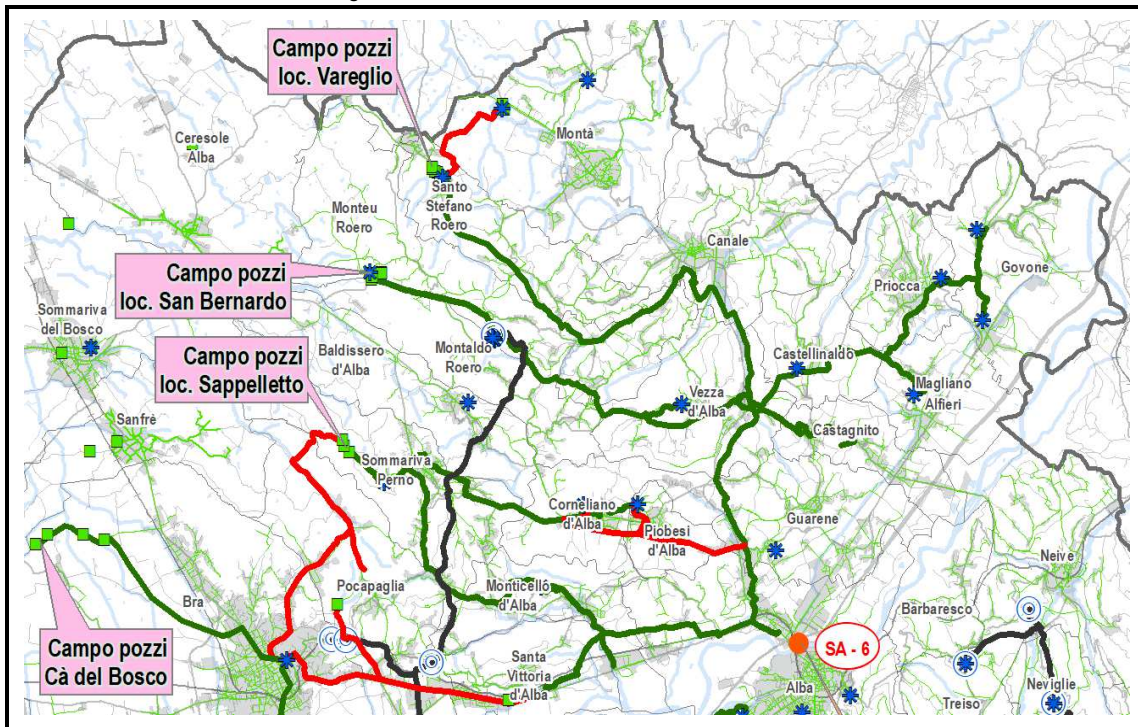 Campo pozzi
loc. Vareglio
Ceresole
Alba
Montà
Santo
Stefano
Roero
Monteu
Roero
Canale
Campo pozzi
loc. San Bernardo
Govone
Priocca
Sommariva
del Bosco
Campo pozzi
loc. Sappelletto
Baldissero
d'Alba
Montaldo
Roero
Castellinaldo
Vezza
d'Alba
Magliano
Alfieri
Sanfrè
Castagnito
Sommariva
Perno
Corneliano
d'Alba
Piobesi
d'Alba
Guarene
Neive
Pocapaglia
Monticello
d'Alba
Bra
Barbaresco
Campo pozzi
Cà del Bosco
SA - 6
Santa
Vittoria
d'Alba
Alba
Treiso
Neviglie